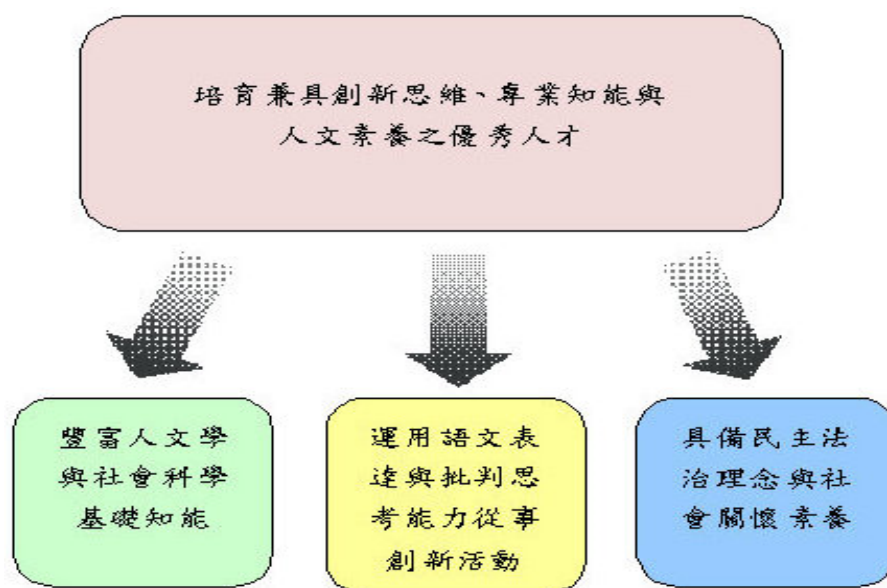 培育兼具創新思維、專業知能與
人文素養之優秀人才
豐富人文學
與社會科學
基礎知能
運用語文表
達與批判思
考能力從事
創新活動
具備民主法
治理念與社
會關懷素養